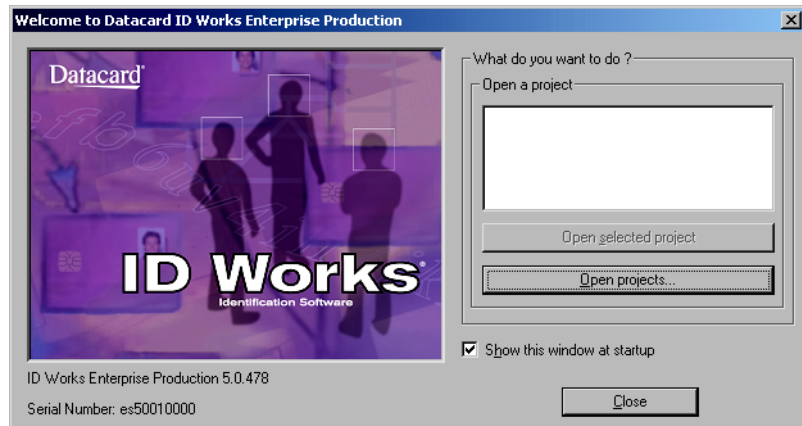 Welcome to Datacard ID Works Enterprise Production
Datacard®
ID Works®
Identification Software
ID Works Enterprise Production 5.0.478
Serial Number: es50010000
What do you want to do ?
Open a project
Open selected project
Open projects...
Show this window at startup
Close